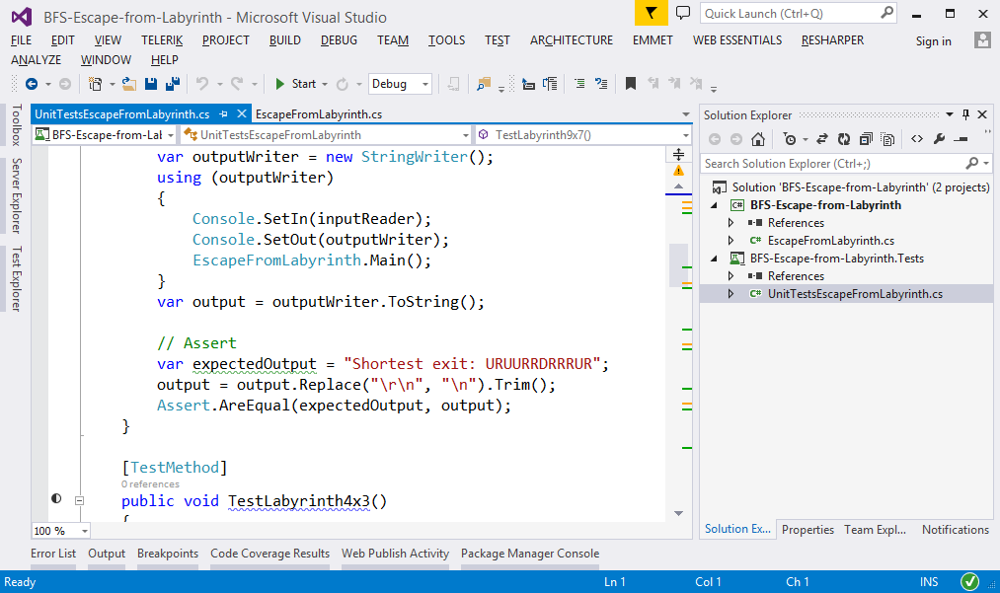 BFS-Escape-from-Labyrinth - Microsoft Visual Studio
Quick Launch (Ctrl+Q)
FILE EDIT VIEW TELERIK PROJECT BUILD DEBUG TEAM TOOLS TEST ARCHITECTURE EMMET WEB ESSENTIALS RESHARPER Sign in
ANALYZE WINDOW HELP
Start Debug
Toolbox
Server Explorer
Test Explorer
UnitTestsEscapeFromLabyrinth.cs EscapeFromLabyrinth.cs
BFS-Escape-from-Lal UnitTestsEscapeFromLabyrinth TestLabyrinth9x7()
var outputWriter = new StringWriter();
using (outputWriter)
{
Console.SetIn(inputReader);
Console.SetOut(outputWriter);
EscapeFromLabyrinth.Main();
}
var output = outputWriter.ToString();
// Assert
var expectedOutput = "Shortest exit: URUURRDRRRUR";
output = output.Replace("\r\n", "\n").Trim();
Assert.AreEqual(expectedOutput, output);
}
[TestMethod]
0 references
public void TestLabyrinth4x3()
{
100 %
Solution Explorer
Search Solution Explorer (Ctrl+;)
Solution 'BFS-Escape-from-Labyrinth' (2 projects)
C# BFS-Escape-from-Labyrinth
References
C# EscapeFromLabyrinth.cs
BFS-Escape-from-Labyrinth.Tests
References
C# UnitTestsEscapeFromLabyrinth.cs
Solution Ex... Properties Team Expl... Notifications
Error List Output Breakpoints Code Coverage Results Web Publish Activity Package Manager Console
Ready Ln 1 Col 1 Ch 1 INS